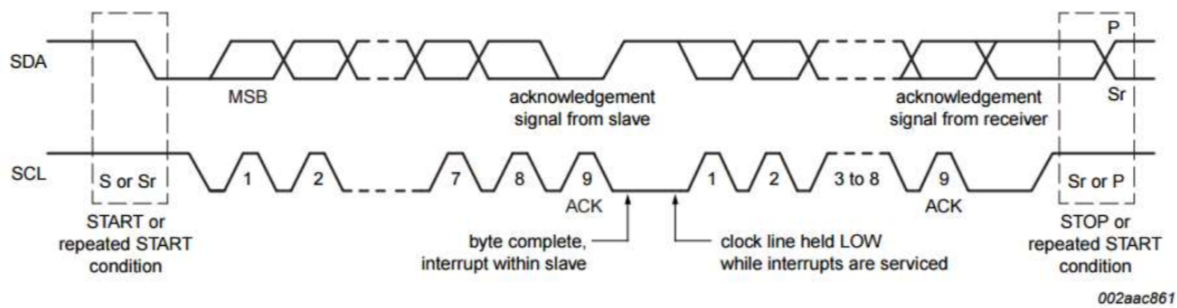 SDA
MSB
acknowledgement
signal from slave
acknowledgement
signal from receiver
P
Sr
SCL
S or Sr
1
2
7
8
9
ACK
1
2
3 to 8
9
ACK
Sr or P
START or
repeated START
condition
byte complete,
interrupt within slave
clock line held LOW
while interrupts are serviced
STOP or
repeated START
condition
002aac861